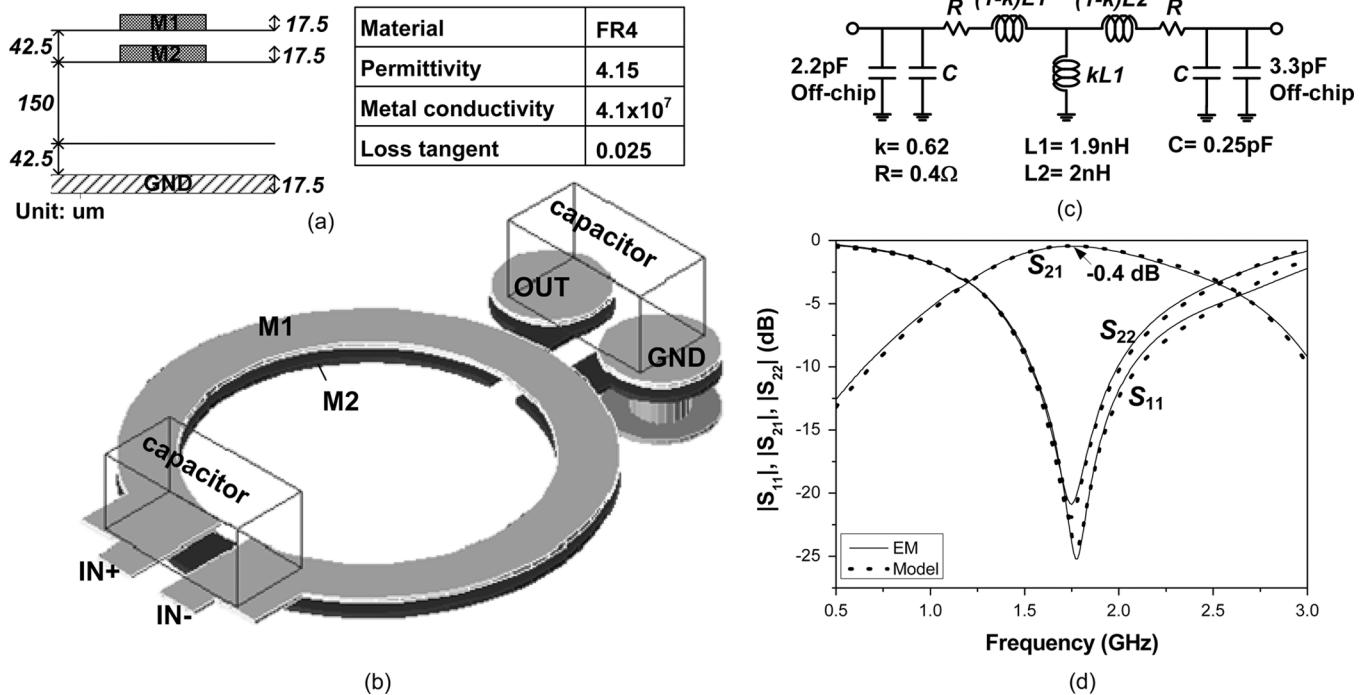 (a)
M1
M2
42.5
150
42.5
17.5
17.5
17.5
GND
Unit: um
Material FR4
Permittivity 4.15
Metal conductivity 4.1x10⁷
Loss tangent 0.025
R
R
2.2pF
Off-chip
C
kL1
C
3.3pF
Off-chip
k= 0.62
L1= 1.9nH
C= 0.25pF
R= 0.4Ω
L2= 2nH
(c)
capacitor
OUT
GND
M1
M2
capacitor
IN+
IN-
(b)
|S₁₁|, |S₂₁|, |S₂₂| (dB)
0
-5
-10
-15
-20
-25
S₂₁
-0.4 dB
S₂₂
S₁₁
EM
Model
0.5 1.0 1.5 2.0 2.5 3.0
Frequency (GHz)
(d)